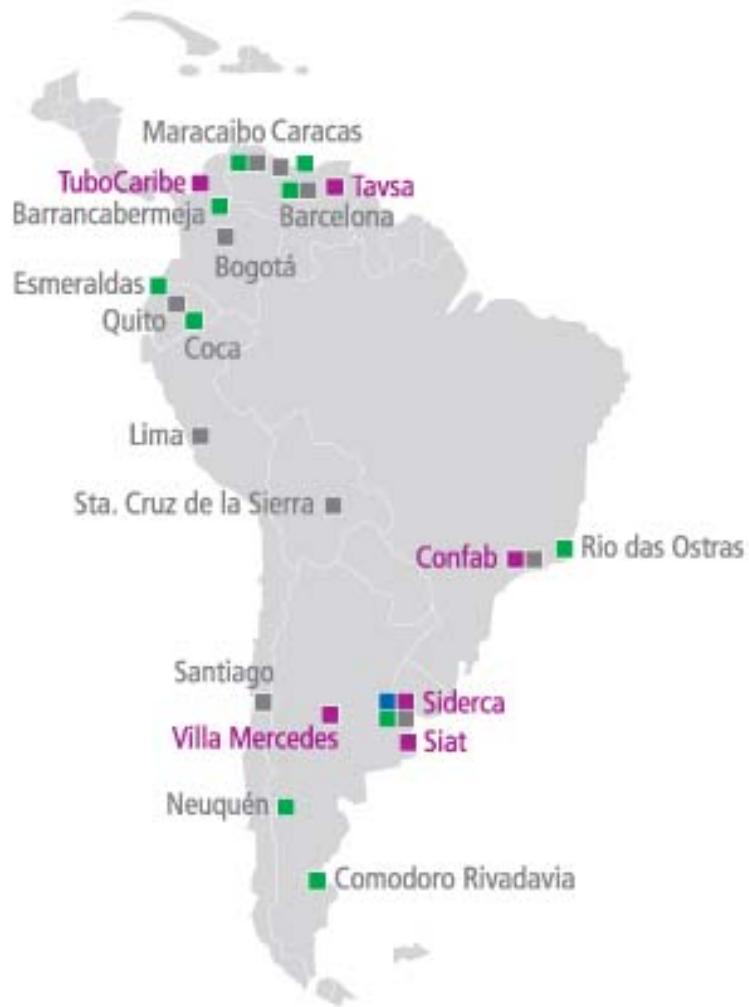 Maracaibo Caracas
TuboCaribe
Tavsa
Barrancabermeja
Barcelona
Bogotá
Esmeraldas
Quito
Coca
Lima
Sta. Cruz de la Sierra
Confab
Rio das Ostras
Santiago
Siderca
Villa Mercedes
Siat
Neuquén
Comodoro Rivadavia